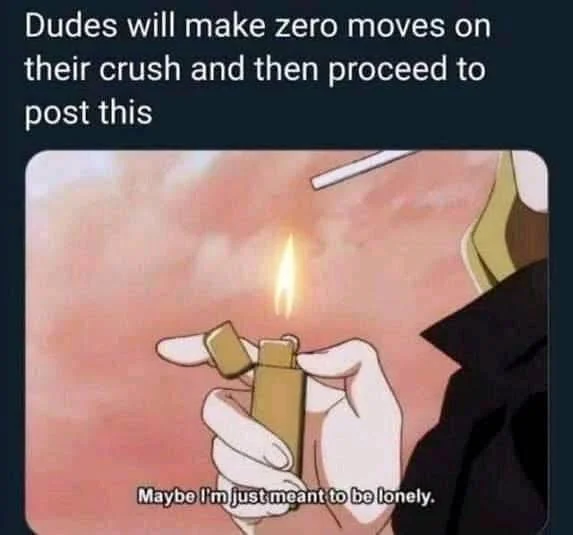 Dudes will make zero moves on
their crush and then proceed to
post this
Maybe I'm just meant to be lonely.